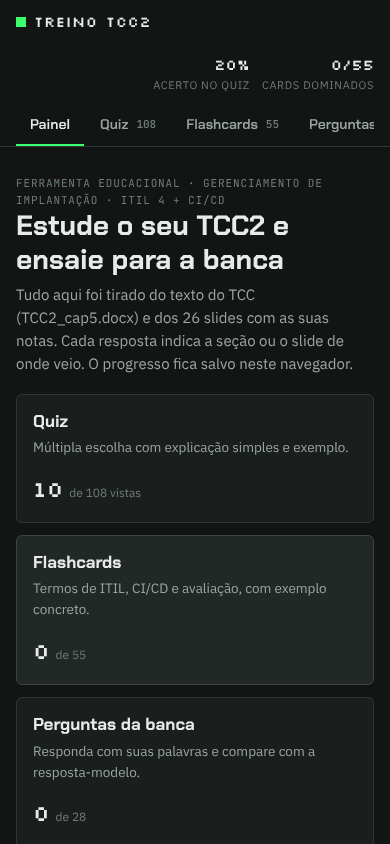 TREINO TCC2
20% 0/55
ACERTO NO QUIZ CARDS DOMINADOS
Painel Quiz 108 Flashcards 55 Perguntas
FERRAMENTA EDUCACIONAL · GERENCIAMENTO DE
IMPLANTAÇÃO · ITIL 4 + CI/CD
Estude o seu TCC2 e
ensaie para a banca
Tudo aqui foi tirado do texto do TCC
(TCC2_cap5.docx) e dos 26 slides com as suas
notas. Cada resposta indica a seção ou o slide de
onde veio. O progresso fica salvo neste navegador.
Quiz
Múltipla escolha com explicação simples e exemplo.
10 de 108 vistas
Flashcards
Termos de ITIL, CI/CD e avaliação, com exemplo
concreto.
0 de 55
Perguntas da banca
Responda com suas palavras e compare com a
resposta-modelo.
0 de 28